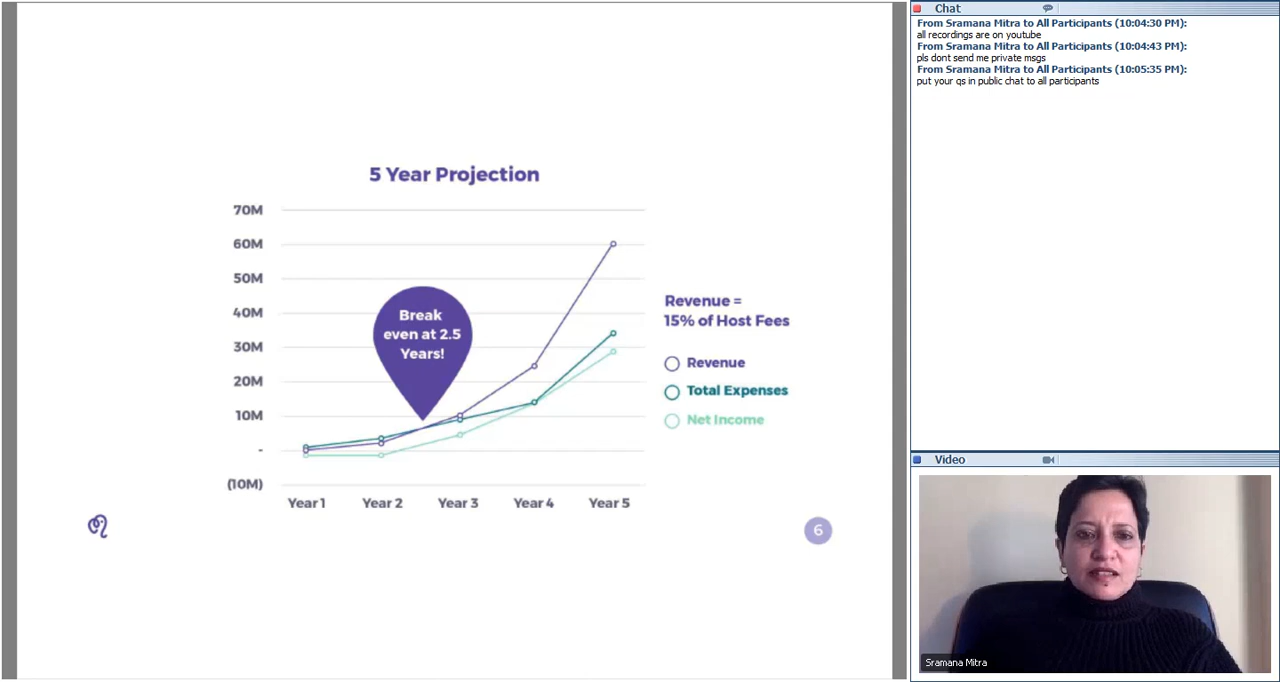 5 Year Projection
70M
60M
50M
40M
30M
20M
10M
-
(10M)
Break
even at 2.5
Years!
Year 1
Year 2
Year 3
Year 4
Year 5
Revenue =
15% of Host Fees
Revenue
Total Expenses
Net Income
6
Chat
From Sramana Mitra to All Participants (10:04:30 PM):
all recordings are on youtube
From Sramana Mitra to All Participants (10:04:43 PM):
pls dont send me private msgs
From Sramana Mitra to All Participants (10:05:35 PM):
put your qs in public chat to all participants
Video
Sramana Mitra